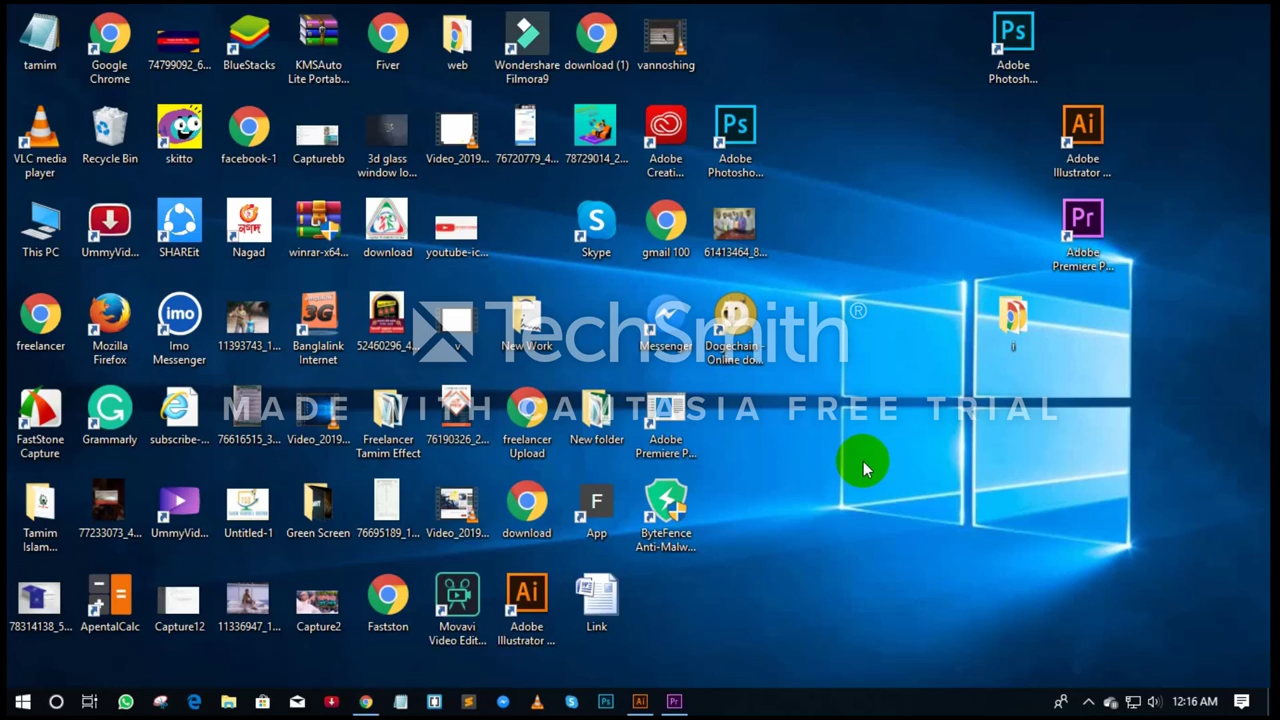 tamim
Google
Chrome
74799092_6...
BlueStacks
KMSAuto
Lite Portab...
Fiver
web
Wondershare
Filmora9
download (1)
vannoshing
Adobe
Photosh...
VLC media
player
Recycle Bin
skitto
facebook-1
Capturebb
3d glass
window lo...
Video_2019...
76720779_4...
78729014_2...
Adobe
Creati...
Adobe
Photosho...
Adobe
Illustrator ...
This PC
UmmyVid...
SHAREit
Nagad
winrar-x64...
download
youtube-ic...
Skype
gmail 100
61413464_8...
Adobe
Premiere P...
freelancer
Mozilla
Firefox
Imo
Messenger
11393743_1...
Banglalink
Internet
52460296_4...
v
New Work
Messenger
Dogechain -
Online do...
i
TechSmith®
MADE WITH CAMTASIA FREE TRIAL
FastStone
Capture
Grammarly
subscribe-...
76616515_3...
Video_2019...
Freelancer
Tamim Effect
76190326_2...
freelancer
Upload
New folder
Adobe
Premiere P...
Tamim
Islam...
77233073_4...
UmmyVid...
Untitled-1
Green Screen
76695189_1...
Video_2019...
download
App
ByteFence
Anti-Malw...
78314138_5...
ApentalCalc
Capture12
11336947_1...
Capture2
Fastston
Movavi
Video Edit...
Adobe
Illustrator ...
Link
12:16 AM